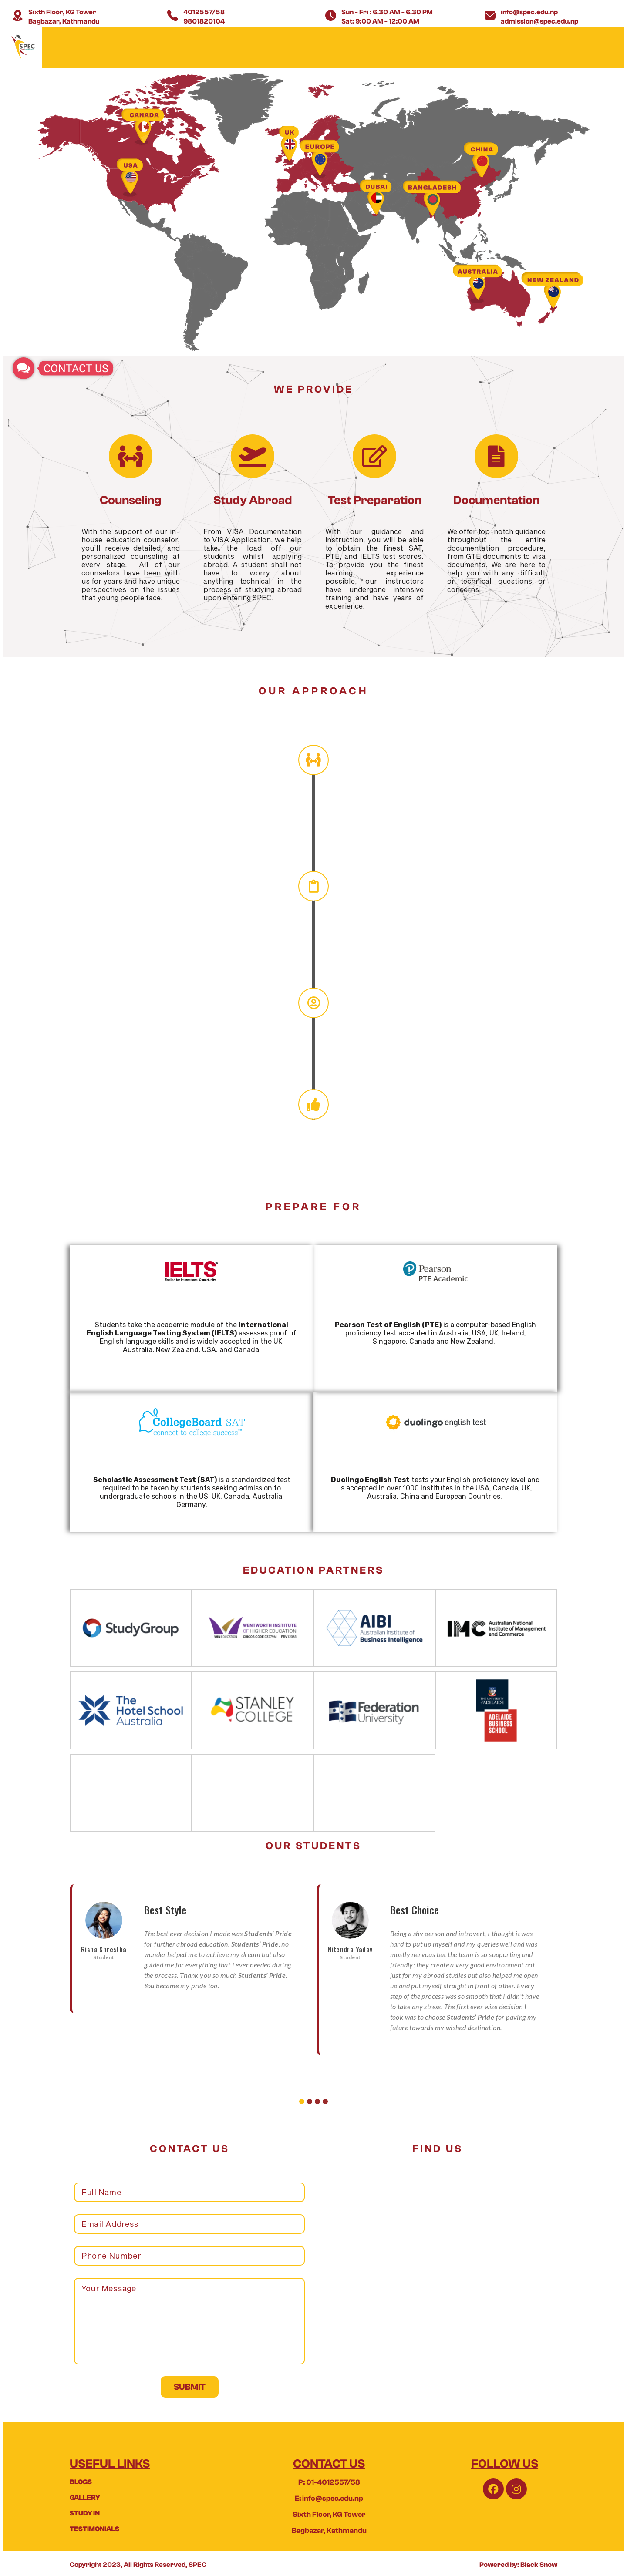 Sixth Floor, KG Tower
Bagbazar, Kathmandu
4012557/58
9801820104
Sun - Fri : 6.30 AM - 6.30 PM
Sat: 9:00 AM - 12:00 AM
info@spec.edu.np
admission@spec.edu.np
SPEC
CANADA
USA
UK
EUROPE
DUBAI
BANGLADESH
CHINA
AUSTRALIA
NEW ZEALAND
CONTACT US
WE PROVIDE
Counseling
With the support of our in-
house education counselor,
you'll receive detailed, and
personalized counseling at
every stage. All of our
counselors have been with
us for years and have unique
perspectives on the issues
that young people face.
Study Abroad
From VISA Documentation
to VISA Application, we help
take the load off our
students whilst applying
abroad. A student shall not
have to worry about
anything technical in the
process of studying abroad
upon entering SPEC.
Test Preparation
With our guidance and
instruction, you will be able
to obtain the finest SAT,
PTE, and IELTS test scores.
To provide you the finest
learning experience
possible, our instructors
have undergone intensive
training and have years of
experience.
Documentation
We offer top-notch guidance
throughout the entire
documentation procedure,
from GTE documents to visa
documents. We are here to
help you with any difficult
or technical questions or
concerns.
OUR APPROACH
PREPARE FOR
IELTS
English for International Opportunity
Students take the academic module of the International
English Language Testing System (IELTS) assesses proof of
English language skills and is widely accepted in the UK,
Australia, New Zealand, USA, and Canada.
Pearson
PTE Academic
Pearson Test of English (PTE) is a computer-based English
proficiency test accepted in Australia, USA, UK, Ireland,
Singapore, Canada and New Zealand.
CollegeBoard SAT
connect to college success™
Scholastic Assessment Test (SAT) is a standardized test
required to be taken by students seeking admission to
undergraduate schools in the US, UK, Canada, Australia,
Germany.
duolingo english test
Duolingo English Test tests your English proficiency level and
is accepted in over 1000 institutes in the USA, Canada, UK,
Australia, China and European Countries.
EDUCATION PARTNERS
StudyGroup
WENTWORTH INSTITUTE
OF HIGHER EDUCATION
AIBI
Australian Institute of
Business Intelligence
IMC
Australian National
Institute of Management
and Commerce
The
Hotel School
Australia
STANLEY
COLLEGE
Federation
University
THE UNIVERSITY
of ADELAIDE
ADELAIDE
BUSINESS
SCHOOL
OUR STUDENTS
Risha Shrestha
Student
Best Style
The best ever decision I made was Students' Pride
for further abroad education. Students' Pride, no
wonder helped me to achieve my dream but also
guided me for everything that I ever needed during
the process. Thank you so much Students' Pride.
You become my pride too.
Nitendra Yadav
Student
Best Choice
Being a shy person and introvert, I thought it was
hard to put up myself and my queries well and was
mostly nervous but the team is so supporting and
friendly; they create a very good environment not
just for my abroad studies but also helped me open
up and put myself straight in front of other. Every
step of the process was so smooth that I didn't have
to take any stress. The first ever wise decision I
took was to choose Students' Pride for paving my
future towards my wished destination.
CONTACT US
Full Name
Email Address
Phone Number
Your Message
SUBMIT
FIND US
USEFUL LINKS
BLOGS
GALLERY
STUDY IN
TESTIMONIALS
CONTACT US
P: 01-4012557/58
E: info@spec.edu.np
Sixth Floor, KG Tower
Bagbazar, Kathmandu
FOLLOW US
Copyright 2023, All Rights Reserved, SPEC
Powered by: Black Snow